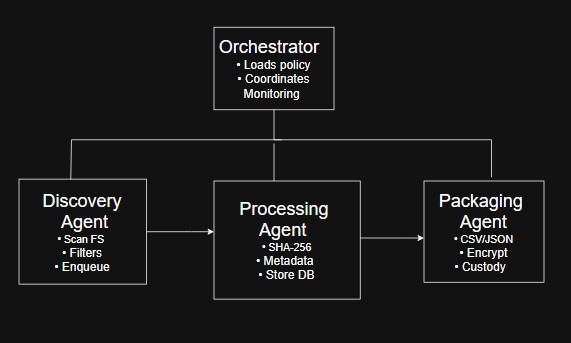 Orchestrator
• Loads policy
• Coordinates
Monitoring
Discovery
Agent
• Scan FS
• Filters
• Enqueue
Processing
Agent
• SHA-256
• Metadata
• Store DB
Packaging
Agent
• CSV/JSON
• Encrypt
• Custody